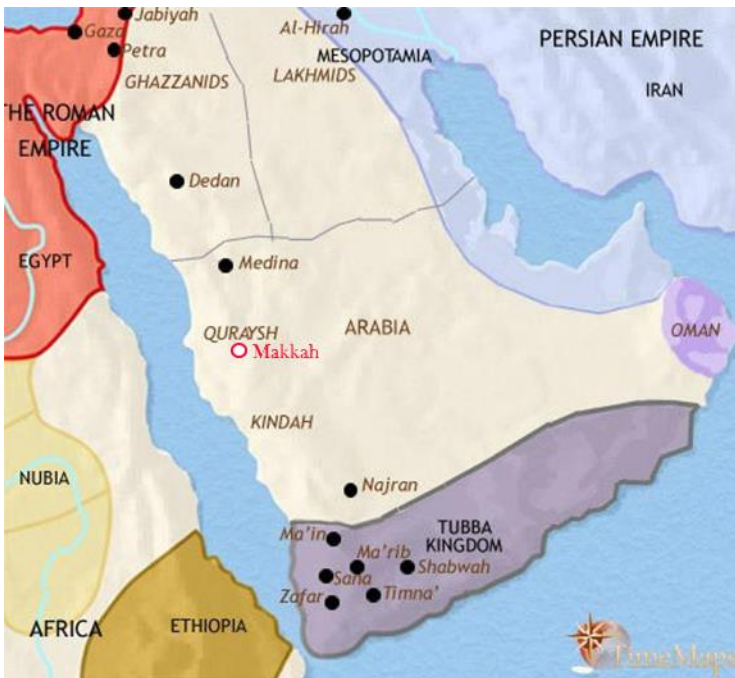 Jabiyah
Al-Hirah
Gaza
Petra
MESOPOTAMIA
PERSIAN EMPIRE
GHAZZANIDS
LAKHMIDS
IRAN
THE ROMAN
EMPIRE
Dedan
EGYPT
Medina
QURAYSH
ARABIA
OMAN
Makkah
KINDAH
NUBIA
Najran
Ma'in
TUBBA
KINGDOM
Ma'rib
Shabwah
Sana
Zafar
Timna'
AFRICA
ETHIOPIA
TimeMaps